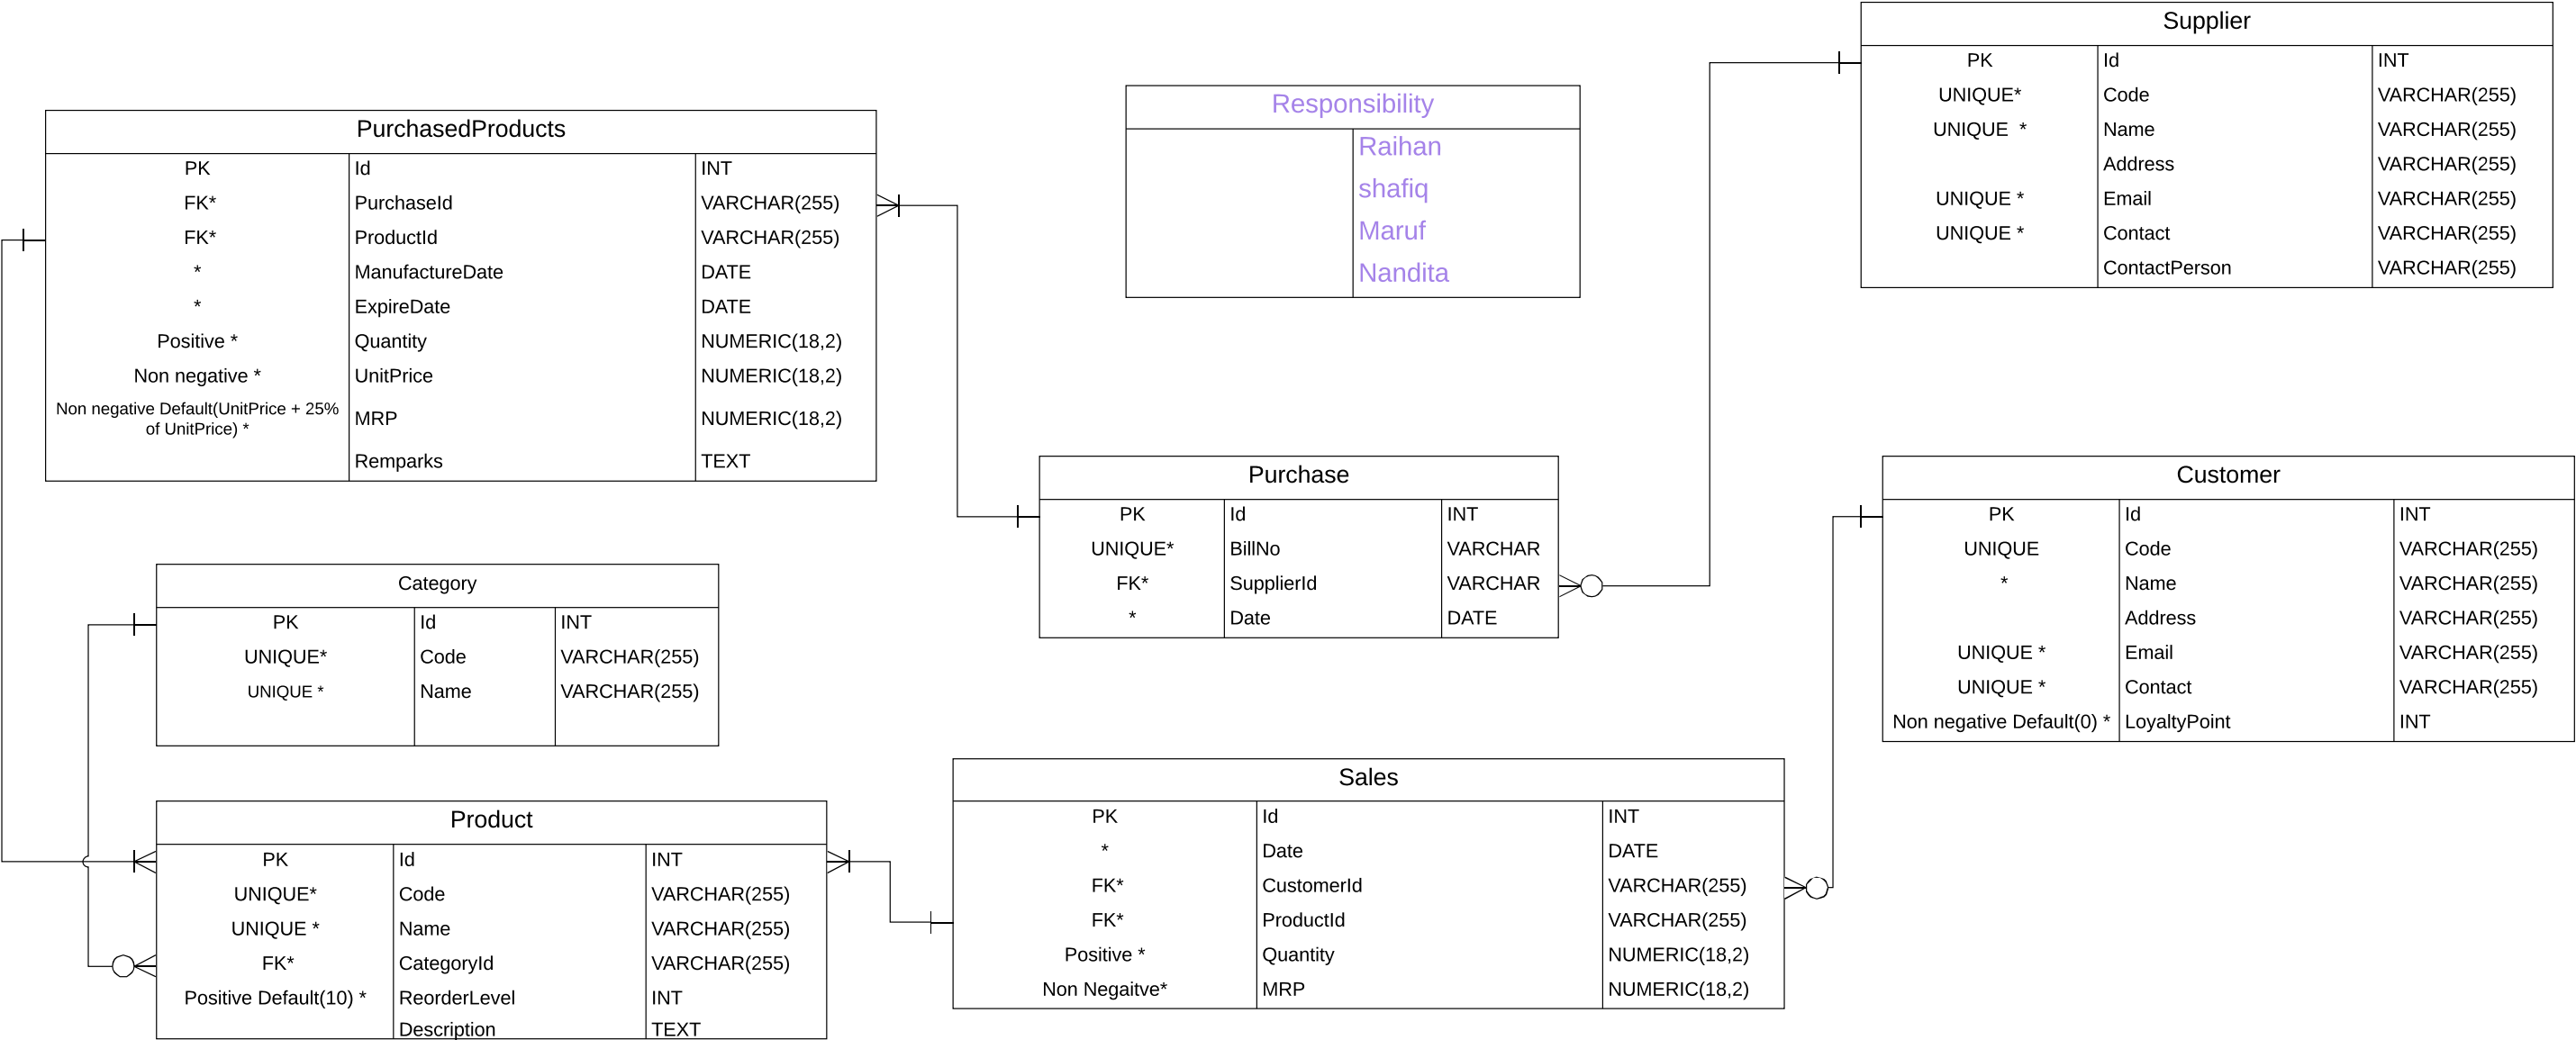 Supplier
PK Id INT
UNIQUE* Code VARCHAR(255)
UNIQUE * Name VARCHAR(255)
Address VARCHAR(255)
UNIQUE * Email VARCHAR(255)
UNIQUE * Contact VARCHAR(255)
ContactPerson VARCHAR(255)
Responsibility
Raihan
shafiq
Maruf
Nandita
PurchasedProducts
PK Id INT
FK* PurchaseId VARCHAR(255)
FK* ProductId VARCHAR(255)
* ManufactureDate DATE
* ExpireDate DATE
Positive * Quantity NUMERIC(18,2)
Non negative * UnitPrice NUMERIC(18,2)
Non negative Default(UnitPrice + 25%
of UnitPrice) * MRP NUMERIC(18,2)
Remparks TEXT
Purchase
PK Id INT
UNIQUE* BillNo VARCHAR
FK* SupplierId VARCHAR
* Date DATE
Customer
PK Id INT
UNIQUE Code VARCHAR(255)
* Name VARCHAR(255)
Address VARCHAR(255)
UNIQUE * Email VARCHAR(255)
UNIQUE * Contact VARCHAR(255)
Non negative Default(0) * LoyaltyPoint INT
Category
PK Id INT
UNIQUE* Code VARCHAR(255)
UNIQUE * Name VARCHAR(255)
Product
PK Id INT
UNIQUE* Code VARCHAR(255)
UNIQUE * Name VARCHAR(255)
FK* CategoryId VARCHAR(255)
Positive Default(10) * ReorderLevel INT
Description TEXT
Sales
PK Id INT
* Date DATE
FK* CustomerId VARCHAR(255)
FK* ProductId VARCHAR(255)
Positive * Quantity NUMERIC(18,2)
Non Negaitve* MRP NUMERIC(18,2)